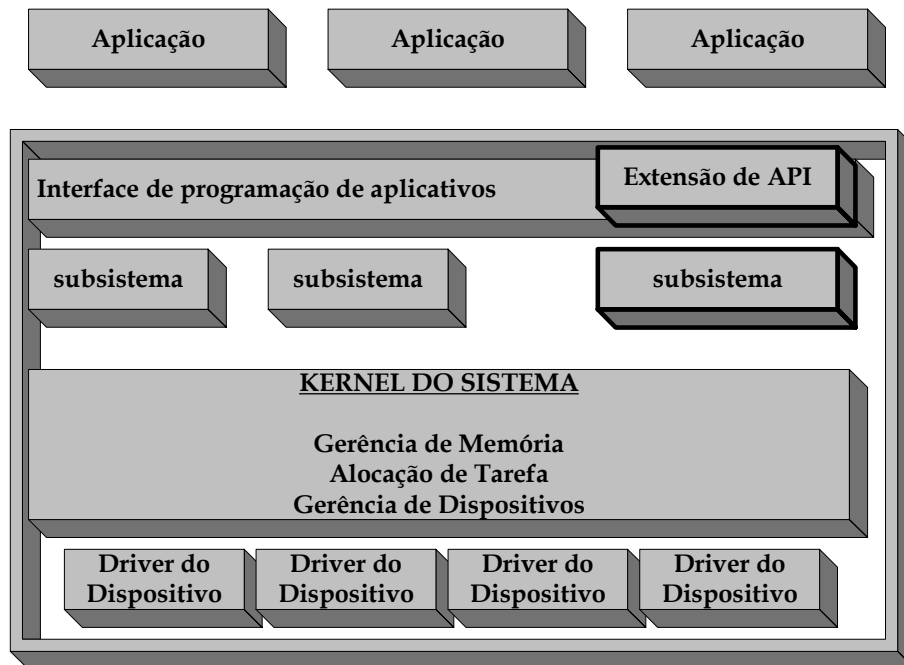 Aplicação
Aplicação
Aplicação
Interface de programação de aplicativos
Extensão de API
subsistema
subsistema
subsistema
KERNEL DO SISTEMA
Gerência de Memória
Alocação de Tarefa
Gerência de Dispositivos
Driver do
Dispositivo
Driver do
Dispositivo
Driver do
Dispositivo
Driver do
Dispositivo